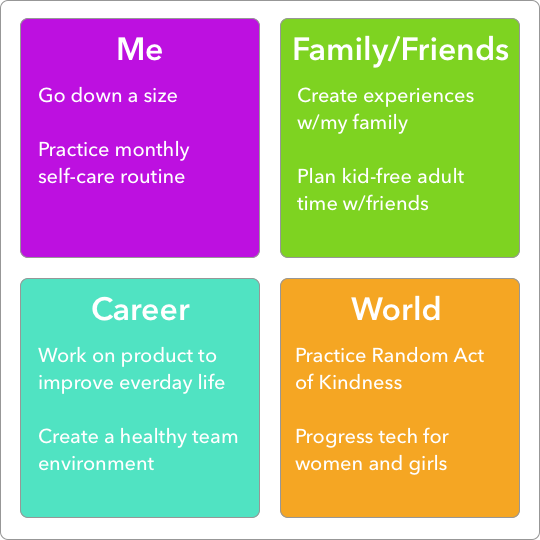 Me
Go down a size
Practice monthly
self-care routine
Family/Friends
Create experiences
w/my family
Plan kid-free adult
time w/friends
Career
Work on product to
improve everday life
Create a healthy team
environment
World
Practice Random Act
of Kindness
Progress tech for
women and girls